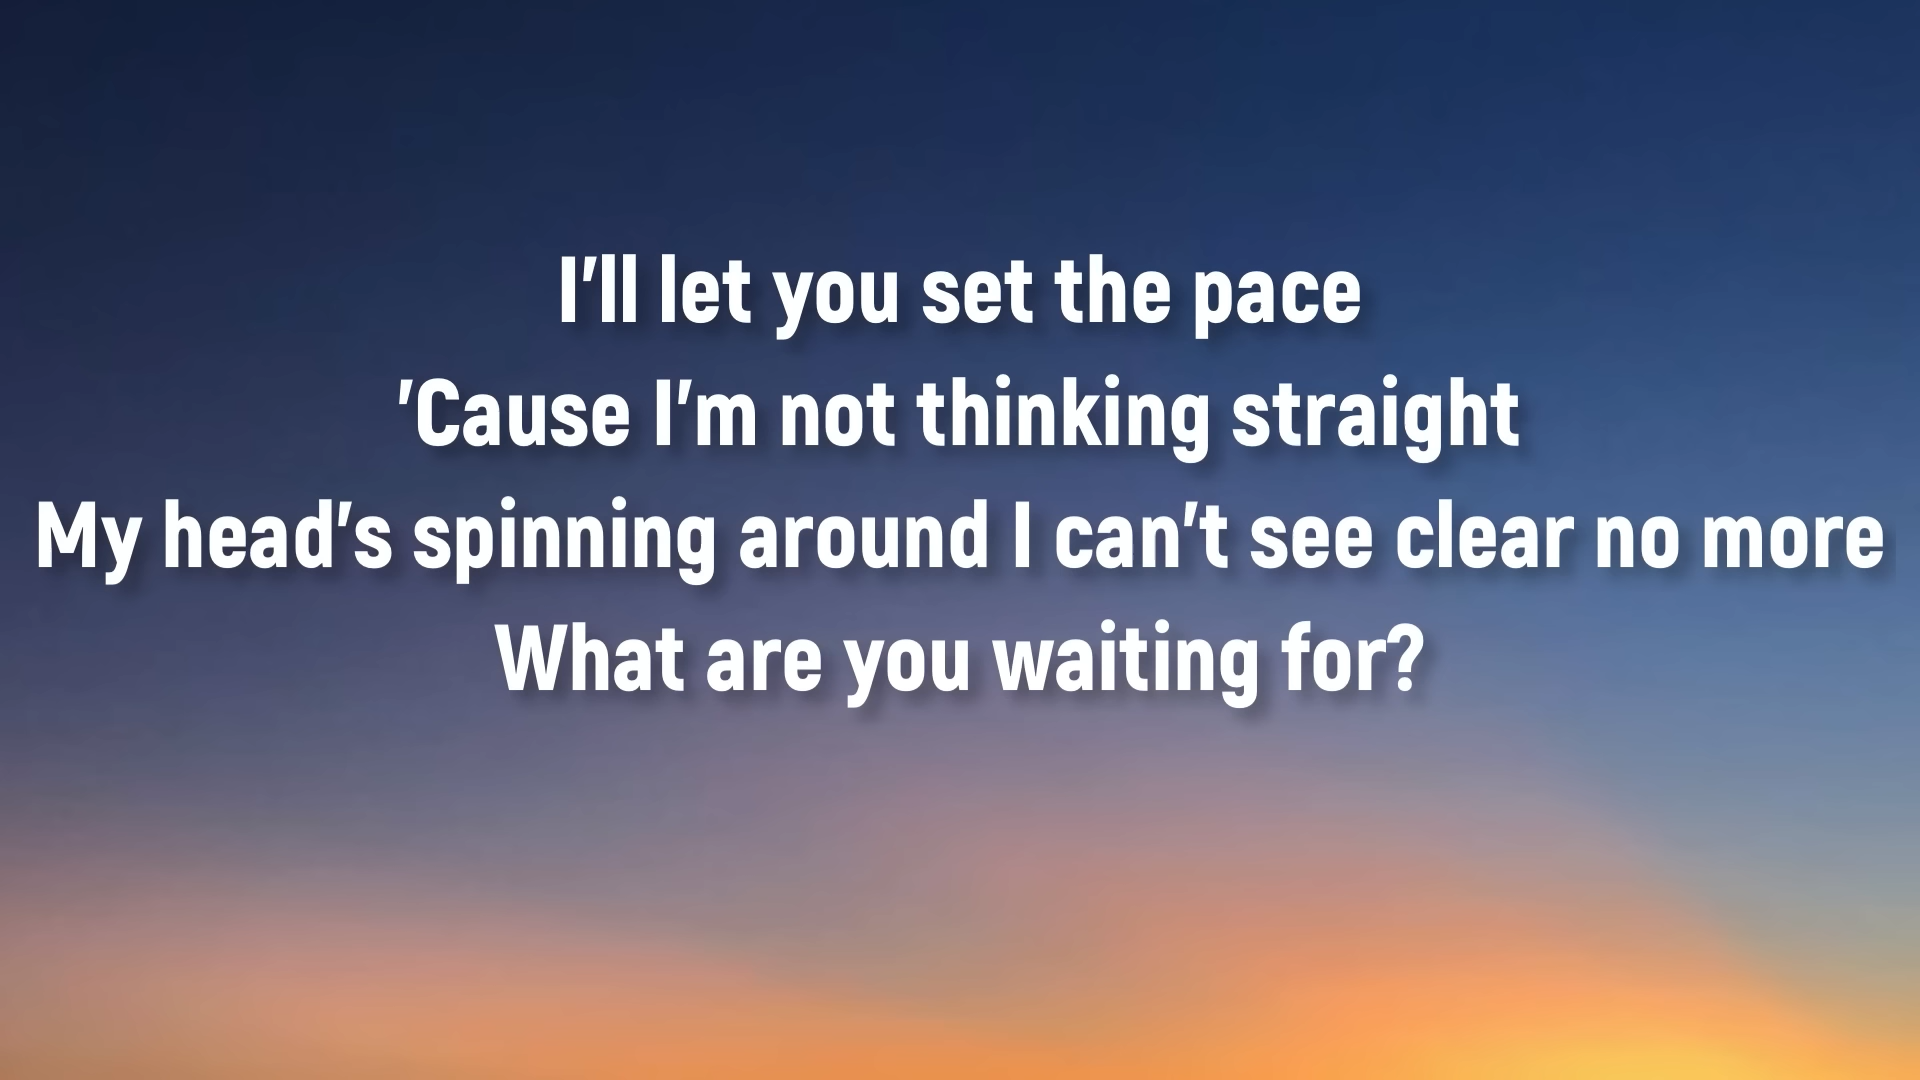 I'll let you set the pace
'Cause I'm not thinking straight
My head's spinning around I can't see clear no more
What are you waiting for?